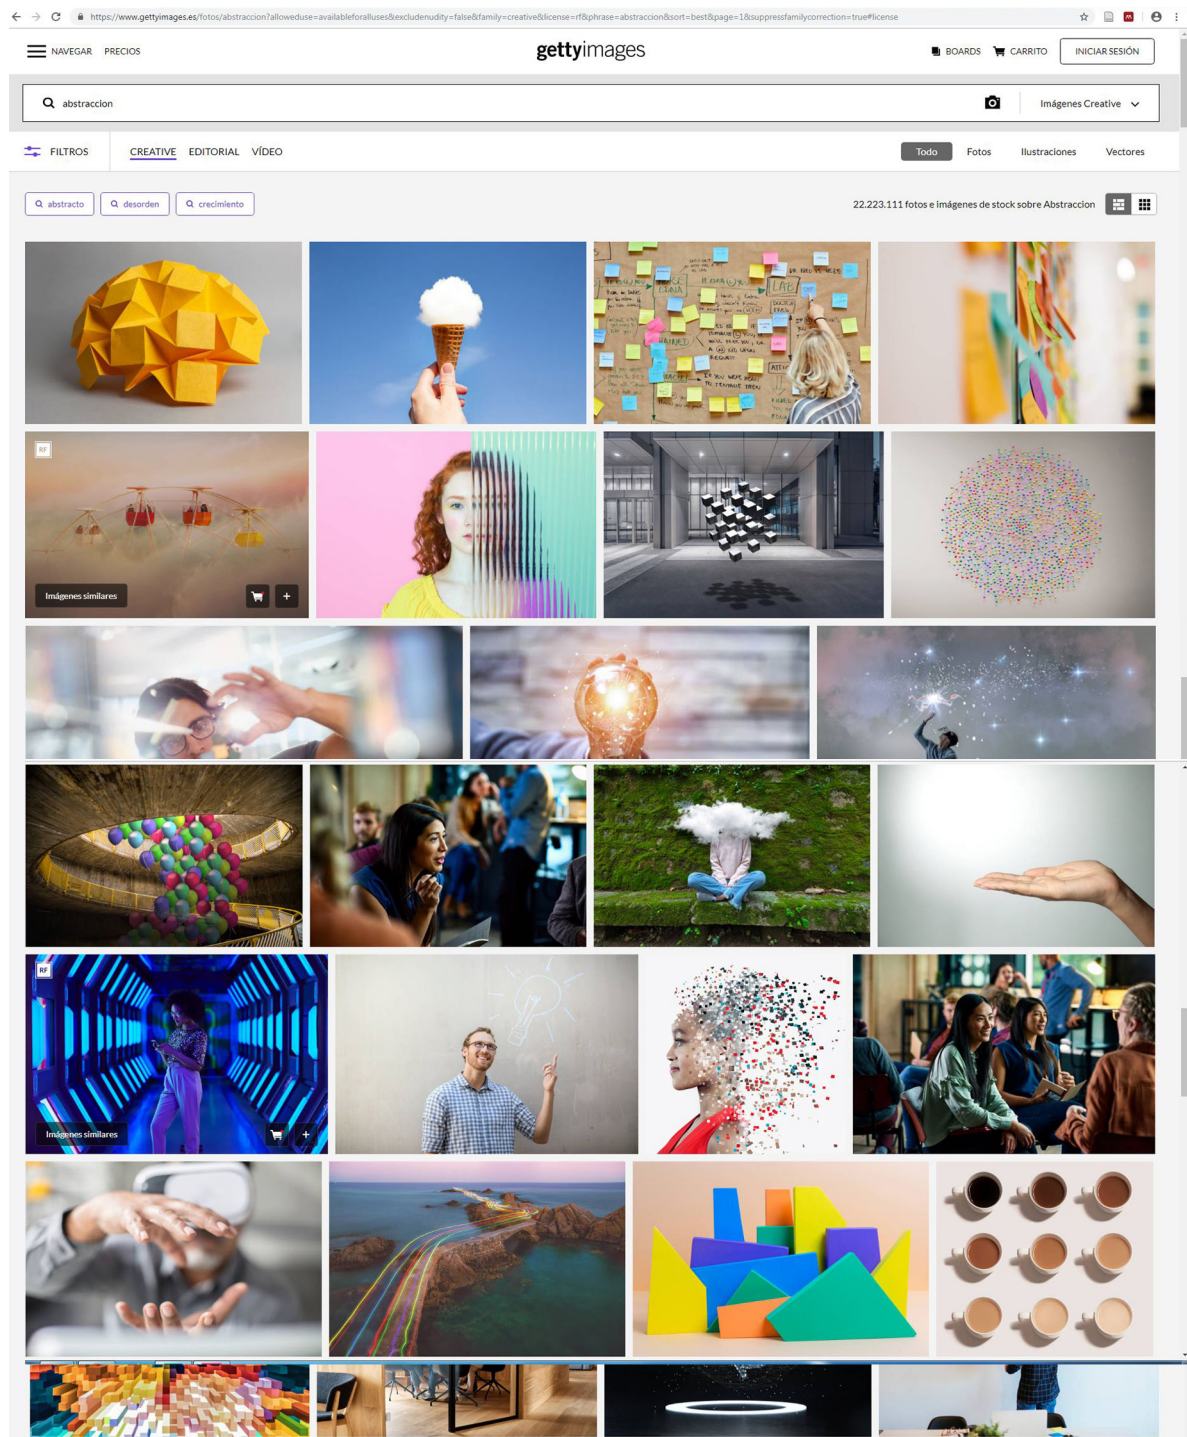 https://www.gettyimages.es/fotos/abstraccion?alloweduse=availableforalluses&excludenudity=false&family=creative&license=rf&phrase=abstraccion&sort=best&page=1&suppressfamilycorrection=true#license
NAVEGAR PRECIOS gettyimages BOARDS CARRITO INICIAR SESIÓN
abstraccion Imágenes Creative
FILTROS CREATIVE EDITORIAL VÍDEO Todo Fotos Ilustraciones Vectores
abstracto desorden crecimiento 22.223.111 fotos e imágenes de stock sobre Abstraccion
LAB
RF
Imágenes similares +
RF
Imágenes similares +